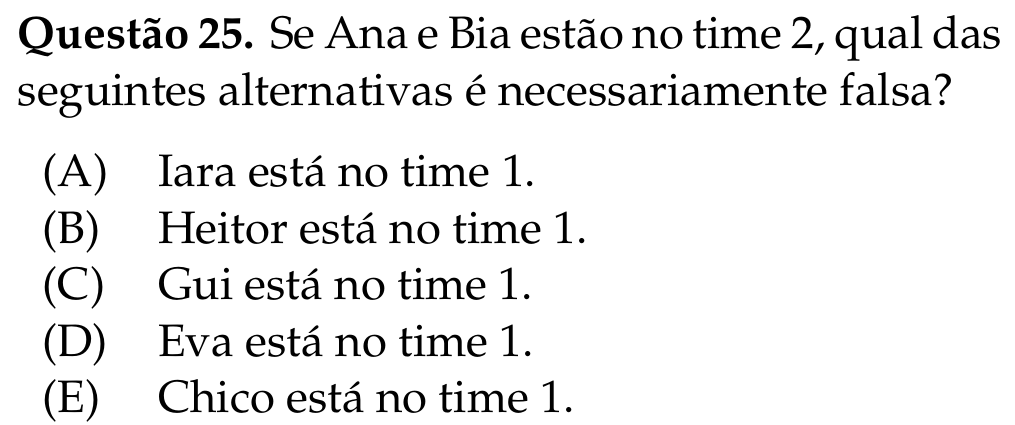 Questão 25. Se Ana e Bia estão no time 2, qual das
seguintes alternativas é necessariamente falsa?
(A) Iara está no time 1.
(B) Heitor está no time 1.
(C) Gui está no time 1.
(D) Eva está no time 1.
(E) Chico está no time 1.